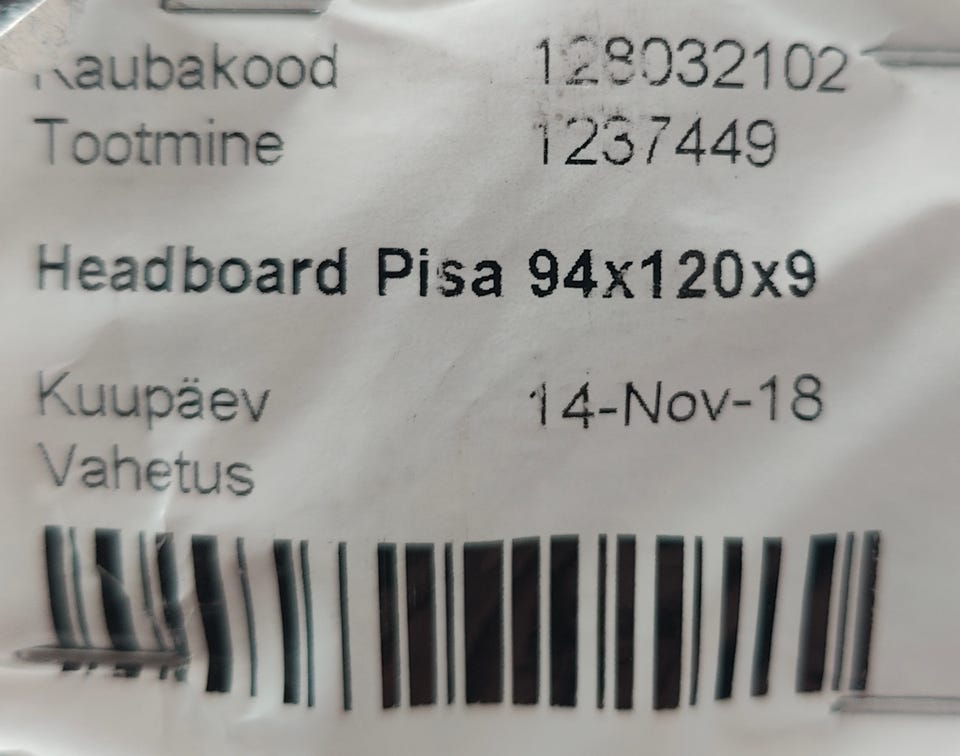 Kaubakood 128032102
Tootmine 1237449
Headboard Pisa 94x120x9
Kuupäev 14-Nov-18
Vahetus